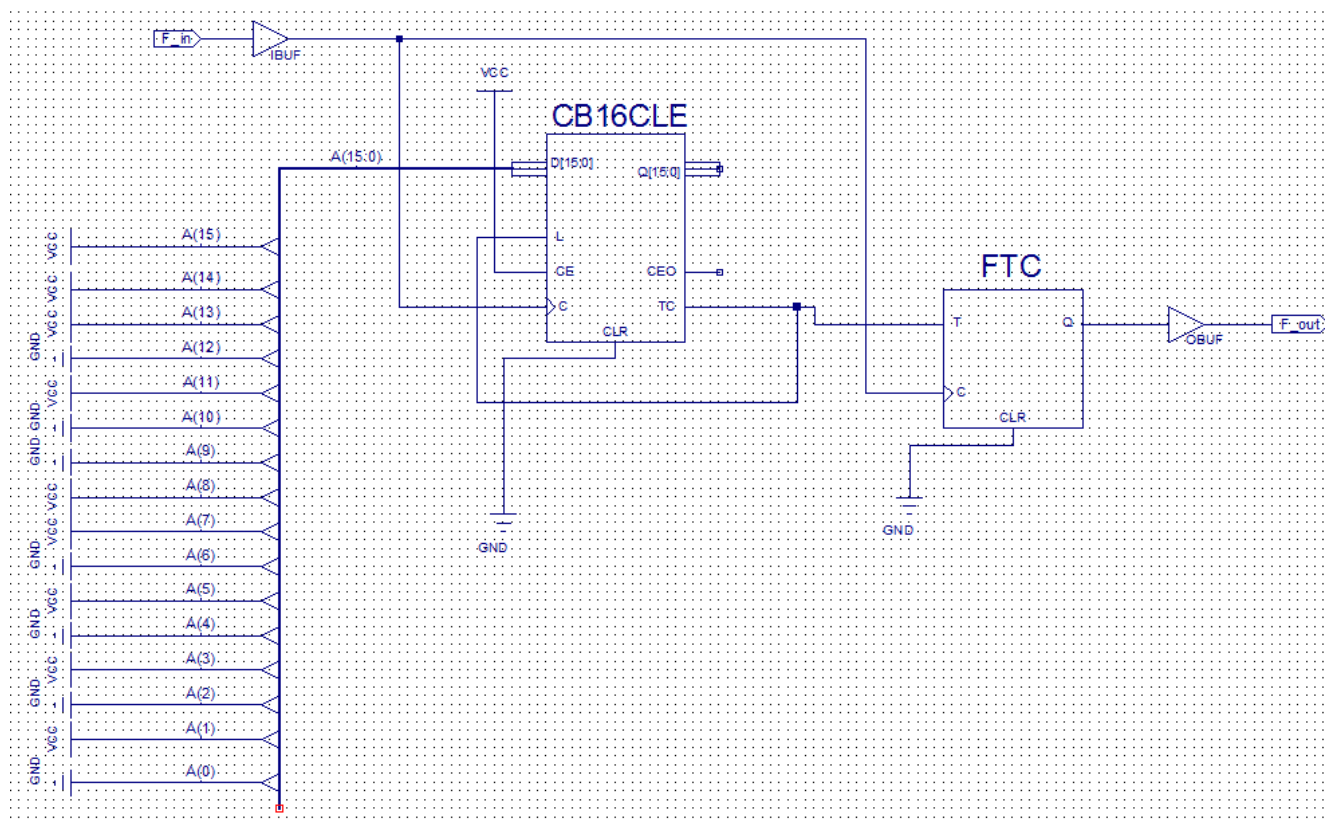 F_in
IBUF
VCC
CB16CLE
A(15:0)
D[15:0]
Q[15:0]
L
CE
CEO
C
TC
CLR
GND
FTC
T
Q
C
CLR
GND
OBUF
F_out
VCC
A(15)
VCC
A(14)
VCC
A(13)
GND
A(12)
VCC
A(11)
GND
A(10)
GND
A(9)
VCC
A(8)
VCC
A(7)
GND
A(6)
VCC
A(5)
GND
A(4)
VCC
A(3)
GND
A(2)
VCC
A(1)
GND
A(0)